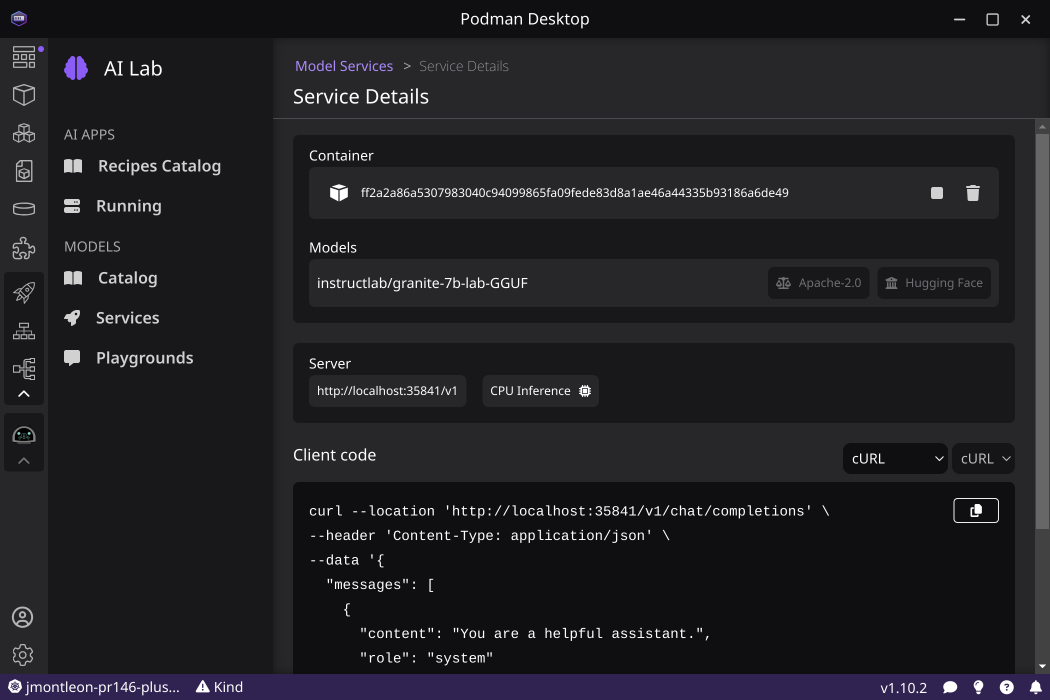 Podman Desktop
AI Lab
AI APPS
Recipes Catalog
Running
MODELS
Catalog
Services
Playgrounds
Model Services > Service Details
Service Details
Container
ff2a2a86a5307983040c94099865fa09fede83d8a1ae46a44335b93186a6de49
Models
instructlab/granite-7b-lab-GGUF
Apache-2.0
Hugging Face
Server
http://localhost:35841/v1
CPU Inference
Client code
cURL
cURL
curl --location 'http://localhost:35841/v1/chat/completions' \
--header 'Content-Type: application/json' \
--data '{
"messages": [
{
"content": "You are a helpful assistant.",
"role": "system"
jmontleon-pr146-plus...
Kind
v1.10.2